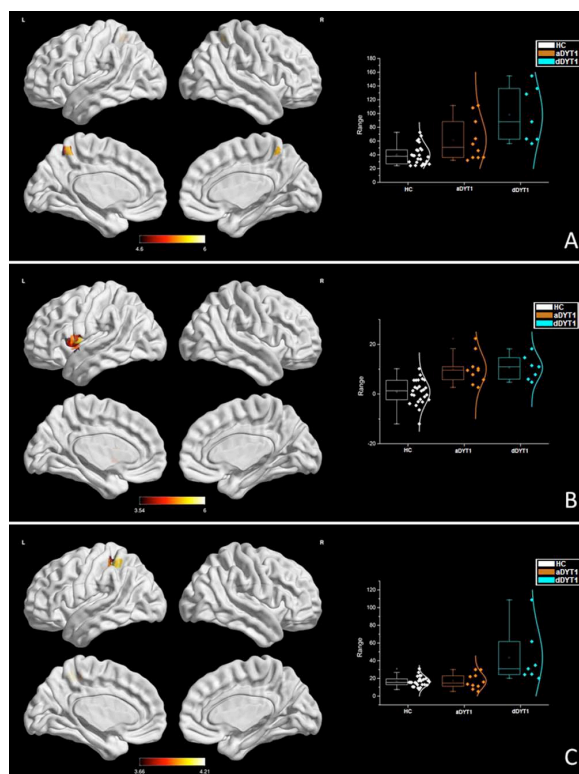 L R
HC
aDYT1
dDYT1
Range
180
160
140
120
100
80
60
40
20
0
HC aDYT1 dDYT1
4.6 6
A
L R
HC
aDYT1
dDYT1
Range
20
0
-20
HC aDYT1 dDYT1
3.54 6
B
L R
HC
aDYT1
dDYT1
Range
120
100
80
60
40
20
0
HC aDYT1 dDYT1
3.66 4.21
C